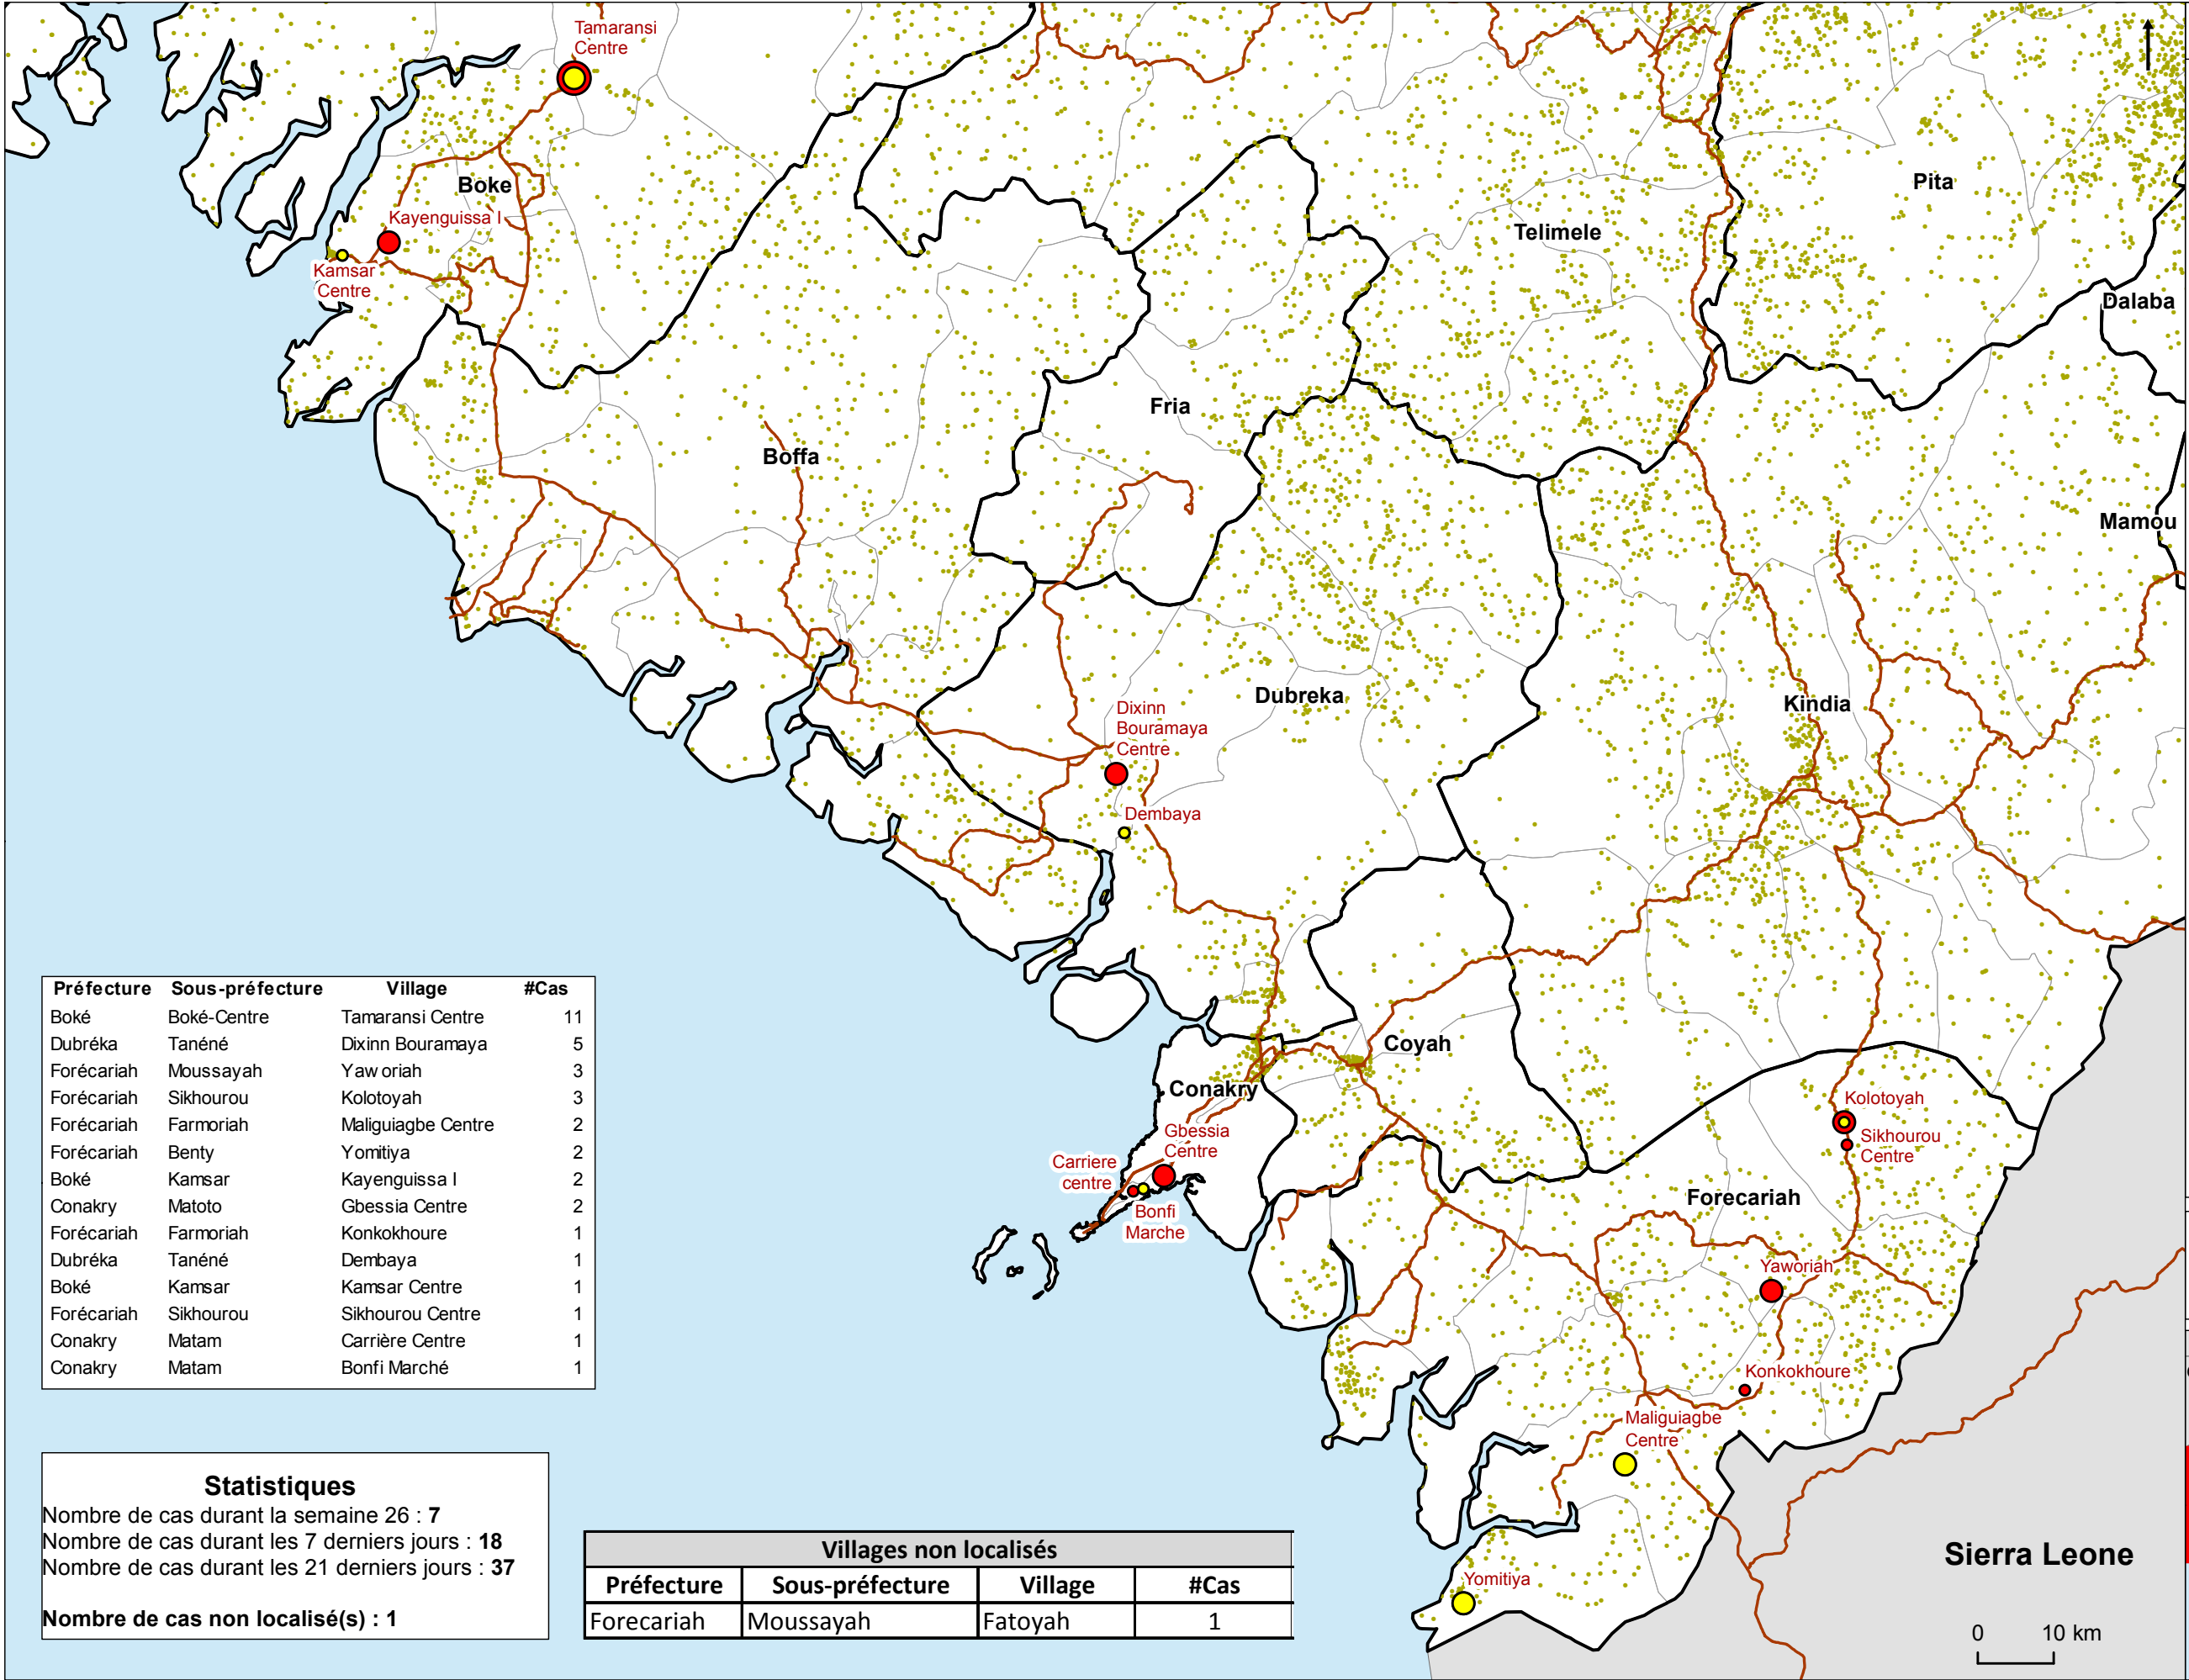 Tamaransi
Centre
Boke
Kayenguissa I
Kamsar
Centre
Telimele
Pita
Dalaba
Fria
Boffa
Mamou
Dubreka
Kindia
Dixinn
Bouramaya
Centre
Dembaya
Coyah
Conakry
Gbessia
Centre
Carriere
centre
Bonfi
Marche
Kolotoyah
Sikhourou
Centre
Forecariah
Yaworiah
Konkokhoure
Maliguiagbe
Centre
Yomitiya
Sierra Leone
0 10 km
Préfecture Sous-préfecture Village #Cas
Boké Boké-Centre Tamaransi Centre 11
Dubréka Tanéné Dixinn Bouramaya 5
Forécariah Moussayah Yaworiah 3
Forécariah Sikhourou Kolotoyah 3
Forécariah Farmoriah Maliguiagbe Centre 2
Forécariah Benty Yomitiya 2
Boké Kamsar Kayenguissa I 2
Conakry Matoto Gbessia Centre 2
Forécariah Farmoriah Konkokhoure 1
Dubréka Tanéné Dembaya 1
Boké Kamsar Kamsar Centre 1
Forécariah Sikhourou Sikhourou Centre 1
Conakry Matam Carrière Centre 1
Conakry Matam Bonfi Marché 1
Statistiques
Nombre de cas durant la semaine 26 : 7
Nombre de cas durant les 7 derniers jours : 18
Nombre de cas durant les 21 derniers jours : 37
Nombre de cas non localisé(s) : 1
Villages non localisés
Préfecture Sous-préfecture Village #Cas
Forecariah Moussayah Fatoyah 1